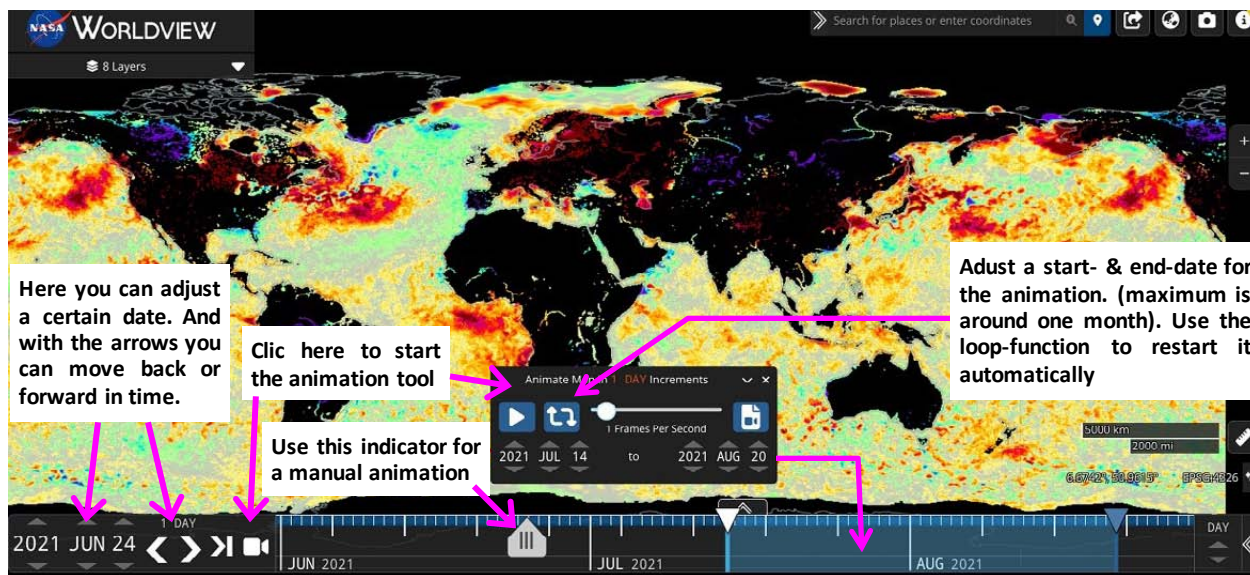 NASA WORLDVIEW
8 Layers
Search for places or enter coordinates
Here you can adjust
a certain date. And
with the arrows you
can move back or
forward in time.
Clic here to start
the animation tool
Use this indicator for
a manual animation
Adust a start- & end-date for
the animation. (maximum is
around one month). Use the
loop-function to restart it
automatically
Animate Map in 1 DAY Increments
1 Frames Per Second
2021 JUL 14 to 2021 AUG 20
5000 km
2000 mi
EPSG:4326
1 DAY
2021 JUN 24
JUN 2021
JUL 2021
AUG 2021
DAY